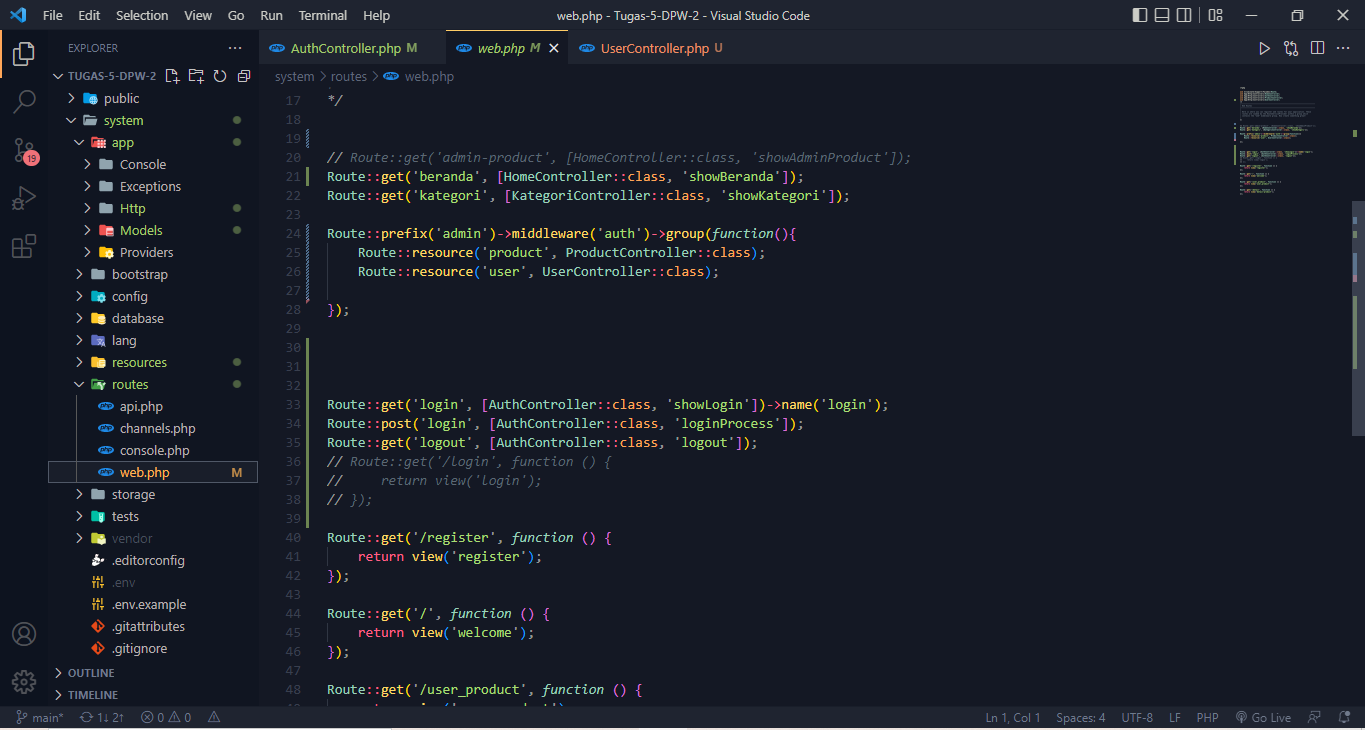 File Edit Selection View Go Run Terminal Help
web.php - Tugas-5-DPW-2 - Visual Studio Code
EXPLORER
TUGAS-5-DPW-2
public
system
app
Console
Exceptions
Http
Models
Providers
bootstrap
config
database
lang
resources
routes
api.php
channels.php
console.php
web.php M
storage
tests
vendor
.editorconfig
.env
.env.example
.gitattributes
.gitignore
OUTLINE
TIMELINE
19
AuthController.php M
web.php M
UserController.php U
system > routes > web.php
17 */
18
19
20 // Route::get('admin-product', [HomeController::class, 'showAdminProduct']);
21 Route::get('beranda', [HomeController::class, 'showBeranda']);
22 Route::get('kategori', [KategoriController::class, 'showKategori']);
23
24 Route::prefix('admin')->middleware('auth')->group(function(){
25 Route::resource('product', ProductController::class);
26 Route::resource('user', UserController::class);
27
28 });
29
30
31
32
33 Route::get('login', [AuthController::class, 'showLogin'])->name('login');
34 Route::post('login', [AuthController::class, 'loginProcess']);
35 Route::get('logout', [AuthController::class, 'logout']);
36 // Route::get('/login', function () {
37 // return view('login');
38 // });
39
40 Route::get('/register', function () {
41 return view('register');
42 });
43
44 Route::get('/', function () {
45 return view('welcome');
46 });
47
48 Route::get('/user_product', function () {
main* 1↓ 2↑ 0 0
Ln 1, Col 1 Spaces: 4 UTF-8 LF PHP Go Live